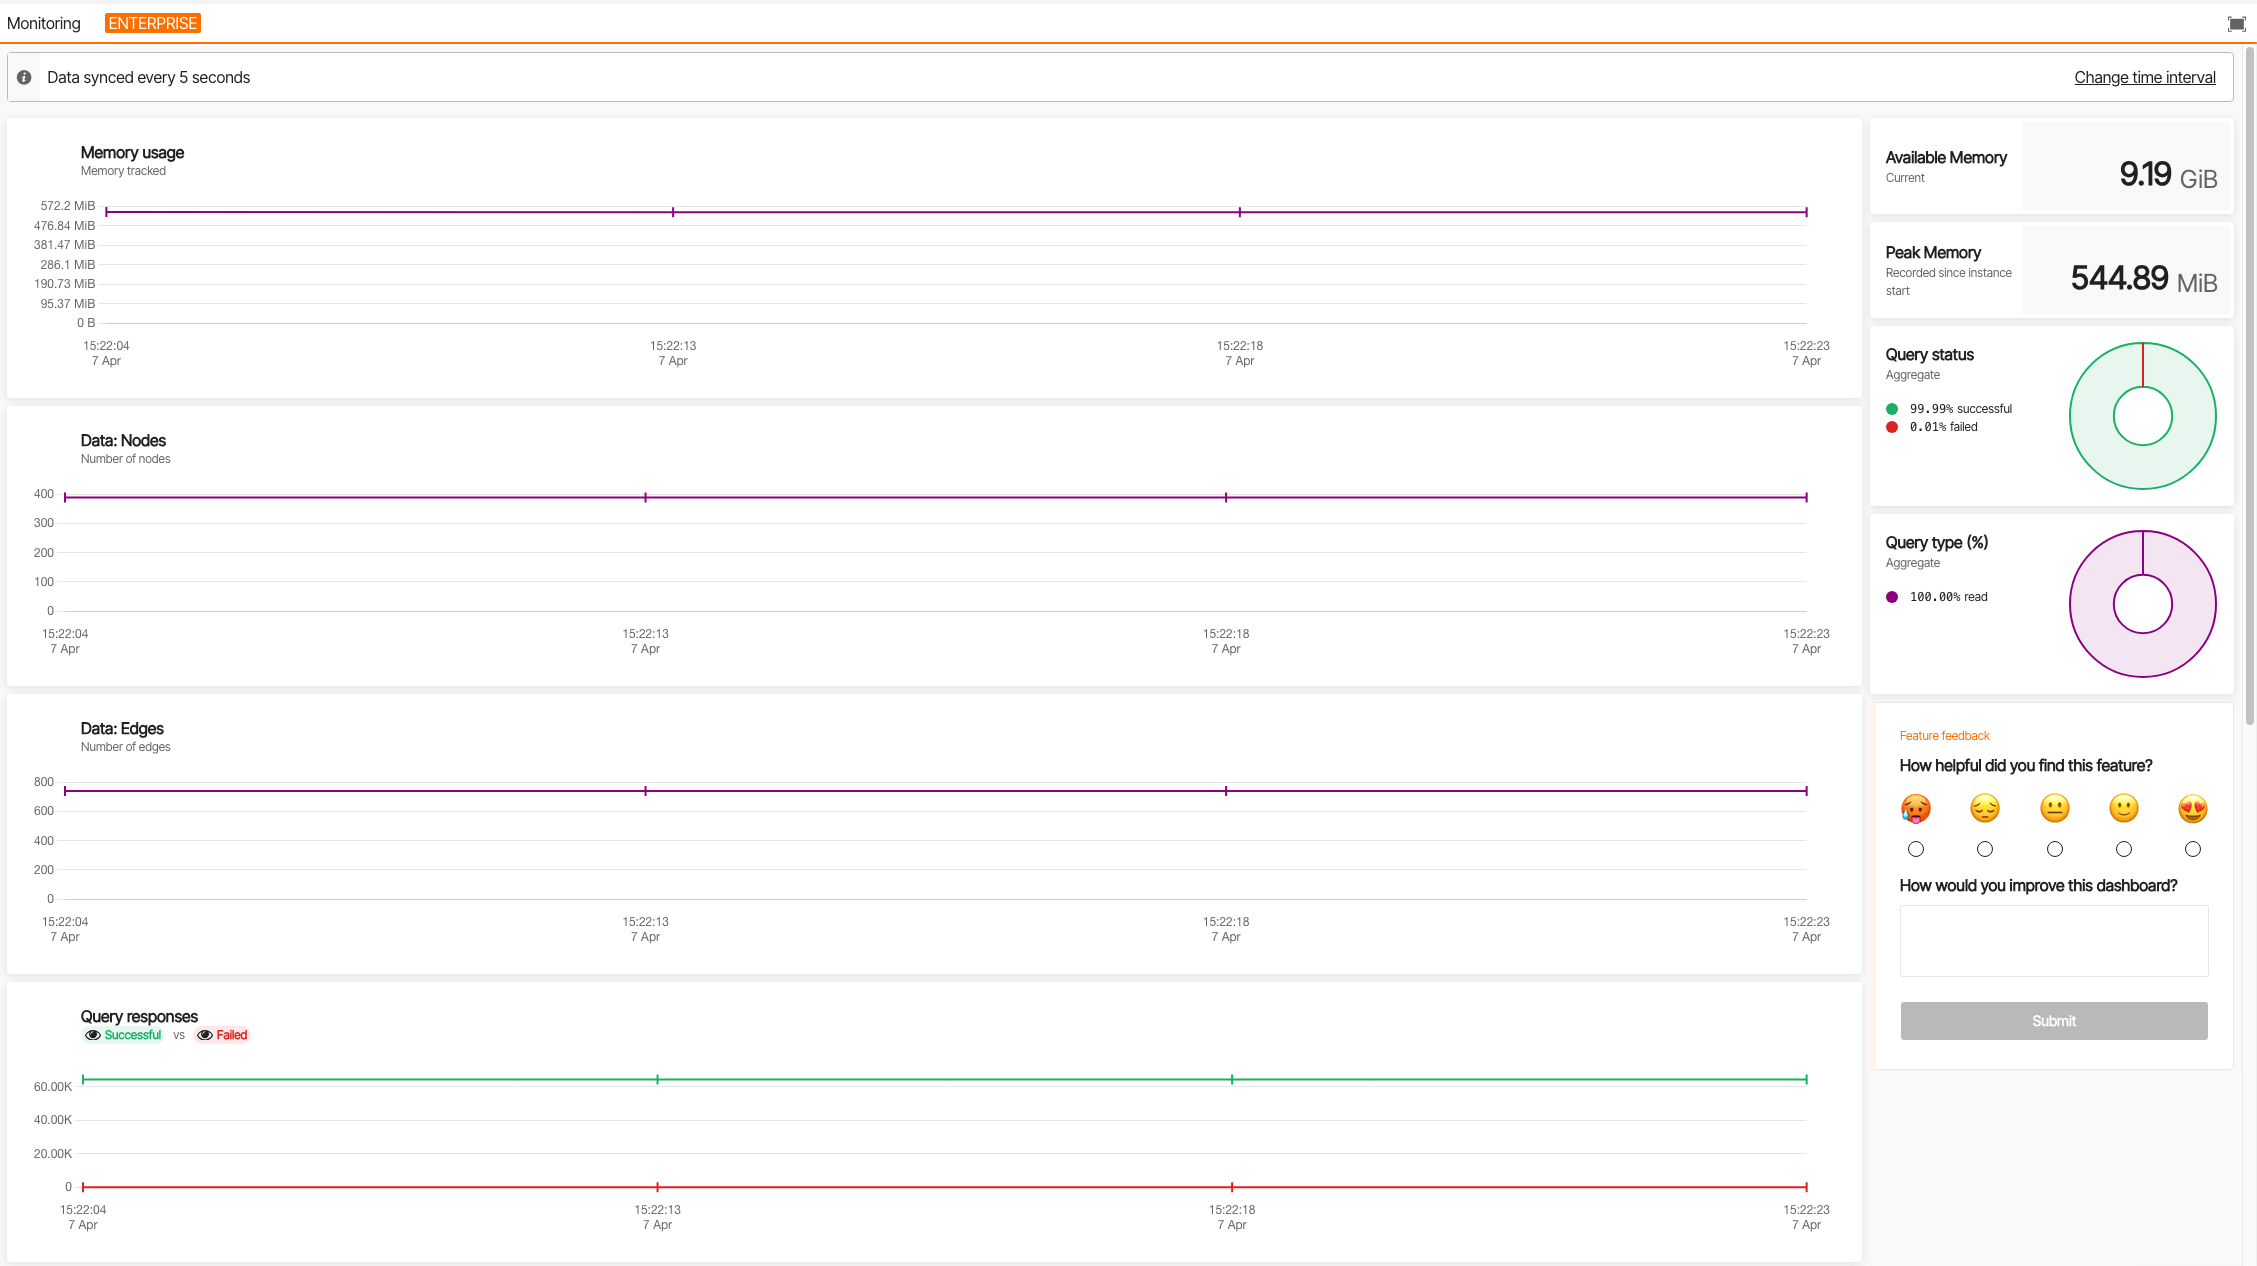 Monitoring ENTERPRISE
Data synced every 5 seconds
Change time interval
Memory usage
Memory tracked
572.2 MiB
476.84 MiB
381.47 MiB
286.1 MiB
190.73 MiB
95.37 MiB
0 B
15:22:04 15:22:13 15:22:18 15:22:23
7 Apr 7 Apr 7 Apr 7 Apr
Data: Nodes
Number of nodes
400
300
200
100
0
15:22:04 15:22:13 15:22:18 15:22:23
7 Apr 7 Apr 7 Apr 7 Apr
Data: Edges
Number of edges
800
600
400
200
0
15:22:04 15:22:13 15:22:18 15:22:23
7 Apr 7 Apr 7 Apr 7 Apr
Query responses
Successful vs Failed
60.00K
40.00K
20.00K
0
15:22:04 15:22:13 15:22:18 15:22:23
7 Apr 7 Apr 7 Apr 7 Apr
Available Memory
Current
9.19 GiB
Peak Memory
Recorded since instance
start
544.89 MiB
Query status
Aggregate
99.99% successful
0.01% failed
Query type (%)
Aggregate
100.00% read
Feature feedback
How helpful did you find this feature?
How would you improve this dashboard?
Submit